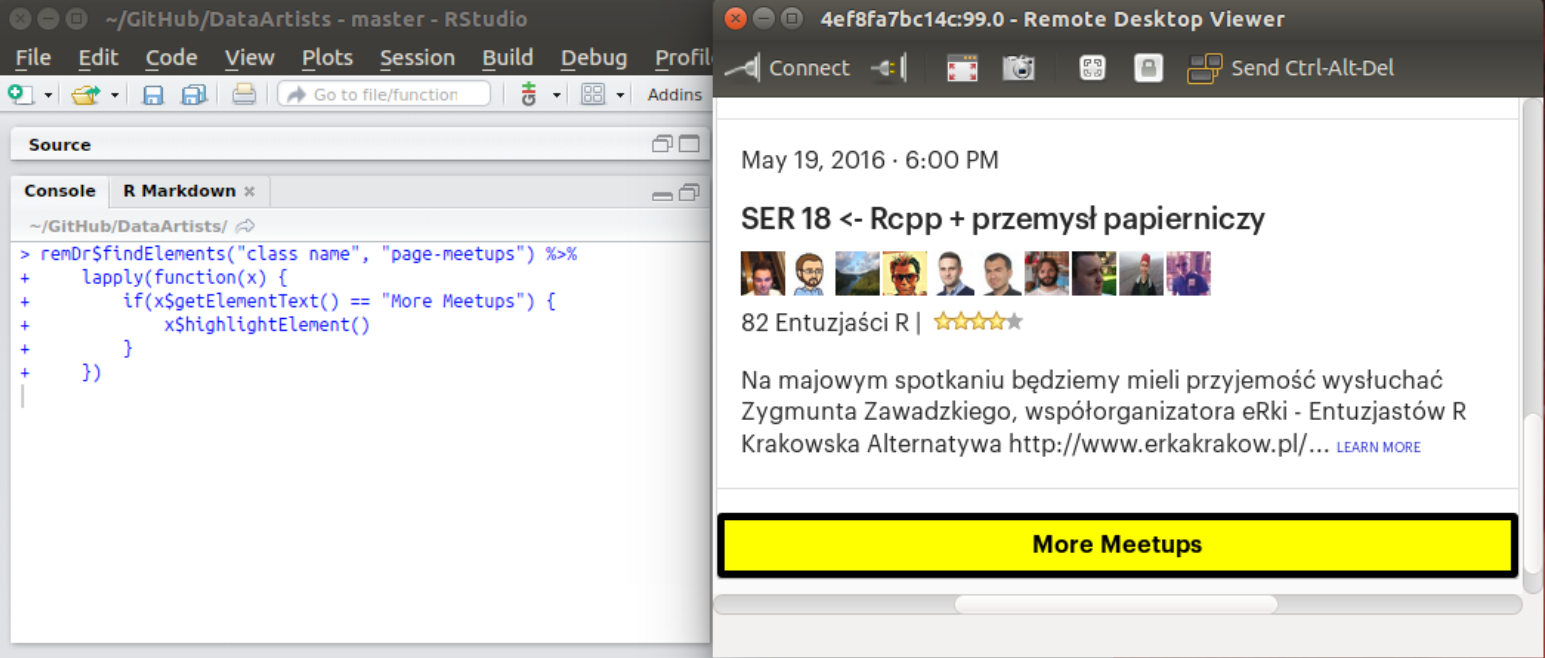 ~/GitHub/DataArtists - master - RStudio
File Edit Code View Plots Session Build Debug Profil
Go to file/function Addins
Source
Console R Markdown
~/GitHub/DataArtists/
> remDr$findElements("class name", "page-meetups") %>%
+     lapply(function(x) {
+         if(x$getElementText() == "More Meetups") {
+             x$highlightElement()
+         }
+     })
4ef8fa7bc14c:99.0 - Remote Desktop Viewer
Connect Send Ctrl-Alt-Del
May 19, 2016 · 6:00 PM
SER 18 <- Rcpp + przemysł papierniczy
82 Entuzjaści R |
Na majowym spotkaniu będziemy mieli przyjemość wysłuchać
Zygmunta Zawadzkiego, współorganizatora eRki - Entuzjastów R
Krakowska Alternatywa http://www.erkakrakow.pl/... LEARN MORE
More Meetups